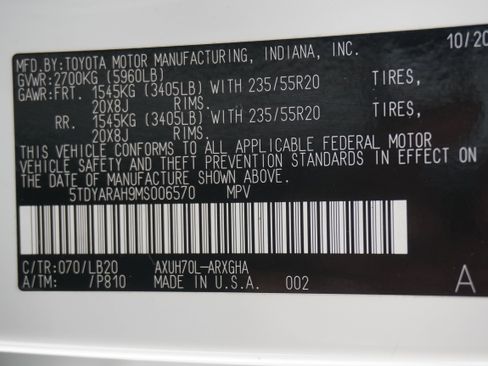 MFD.BY:TOYOTA MOTOR MANUFACTURING, INDIANA, INC. 10/20
GVWR:2700KG (5960LB)
GAWR:FRT. 1545KG (3405LB) WITH 235/55R20 TIRES,
20X8J RIMS.
RR. 1545KG (3405LB) WITH 235/55R20 TIRES,
20X8J RIMS.
THIS VEHICLE CONFORMS TO ALL APPLICABLE FEDERAL MOTOR
VEHICLE SAFETY AND THEFT PREVENTION STANDARDS IN EFFECT ON
THE DATE OF MANUFACTURE SHOWN ABOVE.
5TDYARAH9MS006570 MPV
C/TR:070/LB20 AXUH70L-ARXGHA
A/TM: /P810 MADE IN U.S.A. 002 A